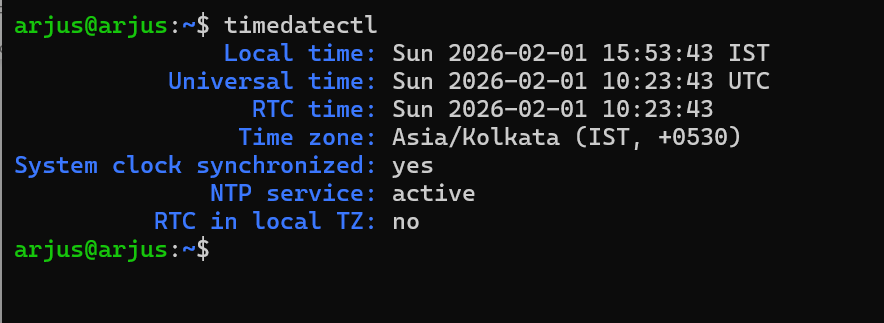 arjus@arjus:~$ timedatectl
Local time: Sun 2026-02-01 15:53:43 IST
Universal time: Sun 2026-02-01 10:23:43 UTC
RTC time: Sun 2026-02-01 10:23:43
Time zone: Asia/Kolkata (IST, +0530)
System clock synchronized: yes
NTP service: active
RTC in local TZ: no
arjus@arjus:~$